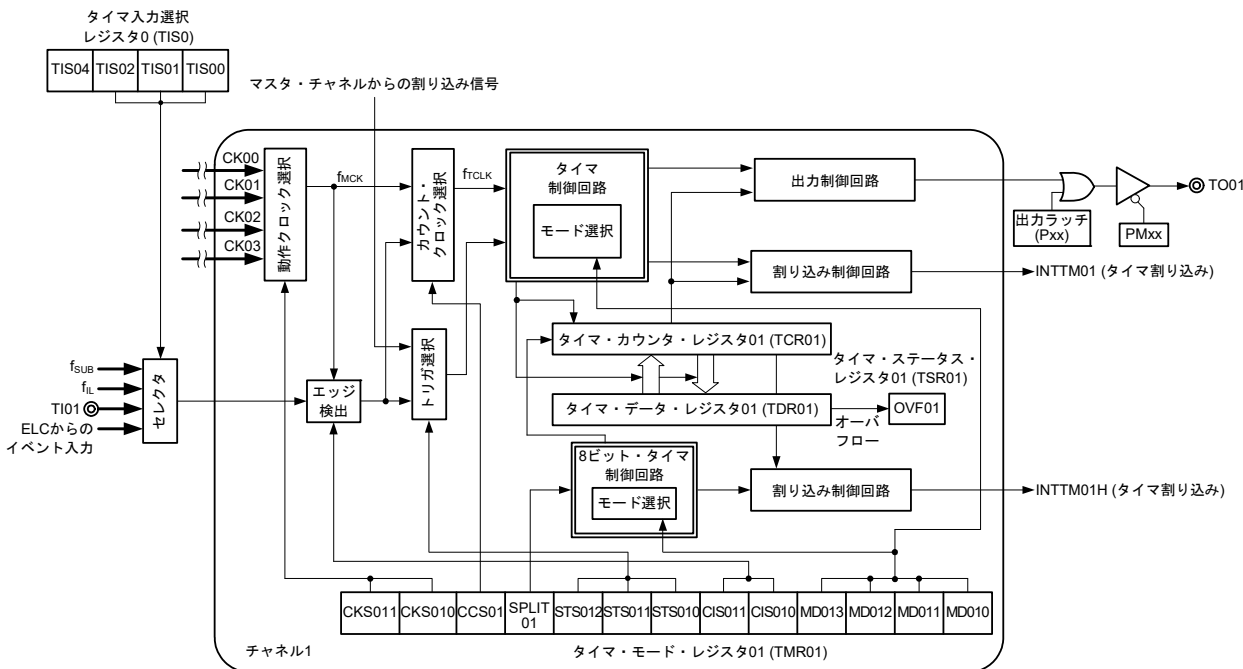 タイマ入力選択
レジスタ0 (TIS0)
TIS04 TIS02 TIS01 TIS00
マスタ・チャネルからの割り込み信号
CK00
CK01
CK02
CK03
動作クロック選択
fMCK
カウント・
クロック選択
fTCLK
タイマ
制御回路
モード選択
出力制御回路
出力ラッチ
(Pxx)
PMxx
TO01
割り込み制御回路
INTTM01 (タイマ割り込み)
トリガ選択
タイマ・カウンタ・レジスタ01 (TCR01)
タイマ・ステータス・
レジスタ01 (TSR01)
fSUB
fIL
TI01
ELCからの
イベント入力
セレクタ
エッジ
検出
タイマ・データ・レジスタ01 (TDR01)
オーバ
フロー
OVF01
8ビット・タイマ
制御回路
モード選択
割り込み制御回路
INTTM01H (タイマ割り込み)
CKS011 CKS010 CCS01 SPLIT
01 STS012 STS011 STS010 CIS011 CIS010 MD013 MD012 MD011 MD010
チャネル1
タイマ・モード・レジスタ01 (TMR01)